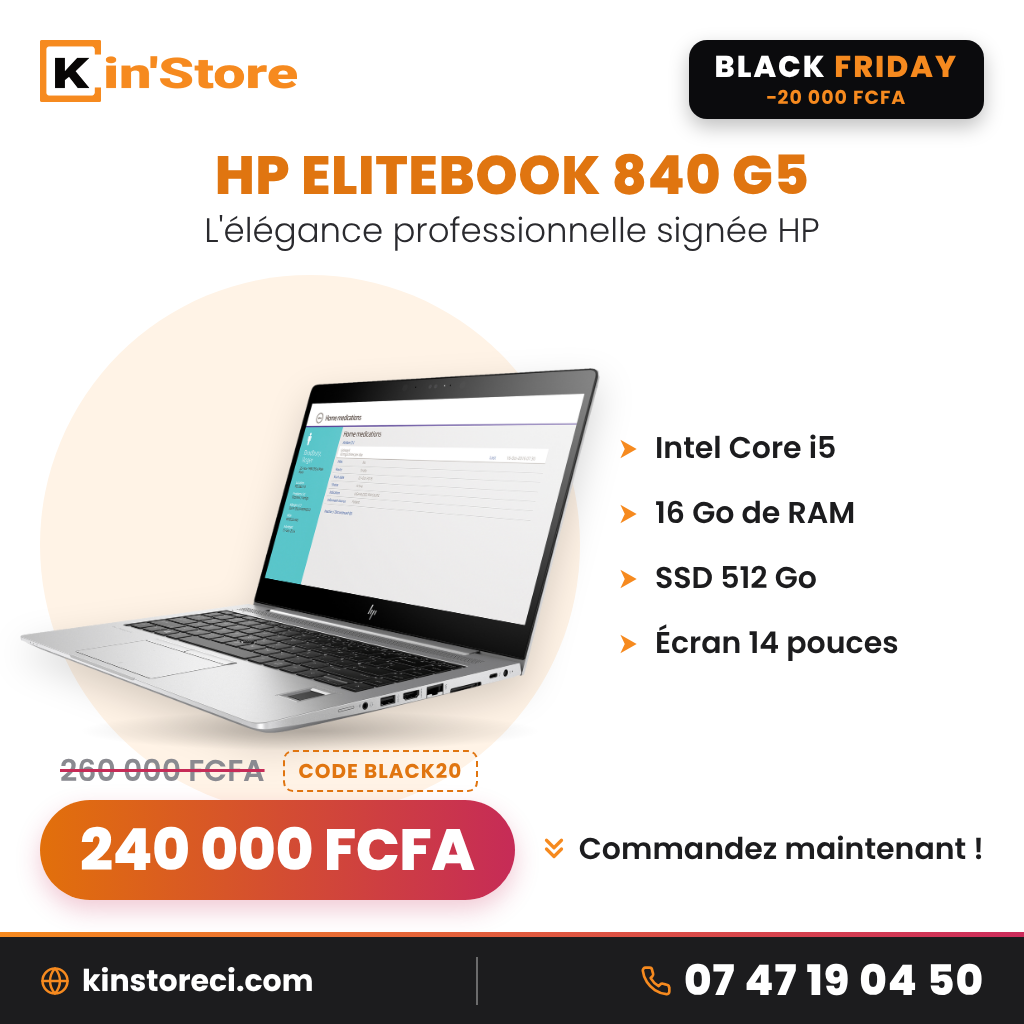 Kin'Store
BLACK FRIDAY
-20 000 FCFA
HP ELITEBOOK 840 G5
L'élégance professionnelle signée HP
Home medications
Home medications
hp
Intel Core i5
16 Go de RAM
SSD 512 Go
Écran 14 pouces
260 000 FCFA
CODE BLACK20
240 000 FCFA
Commandez maintenant !
kinstoreci.com
07 47 19 04 50